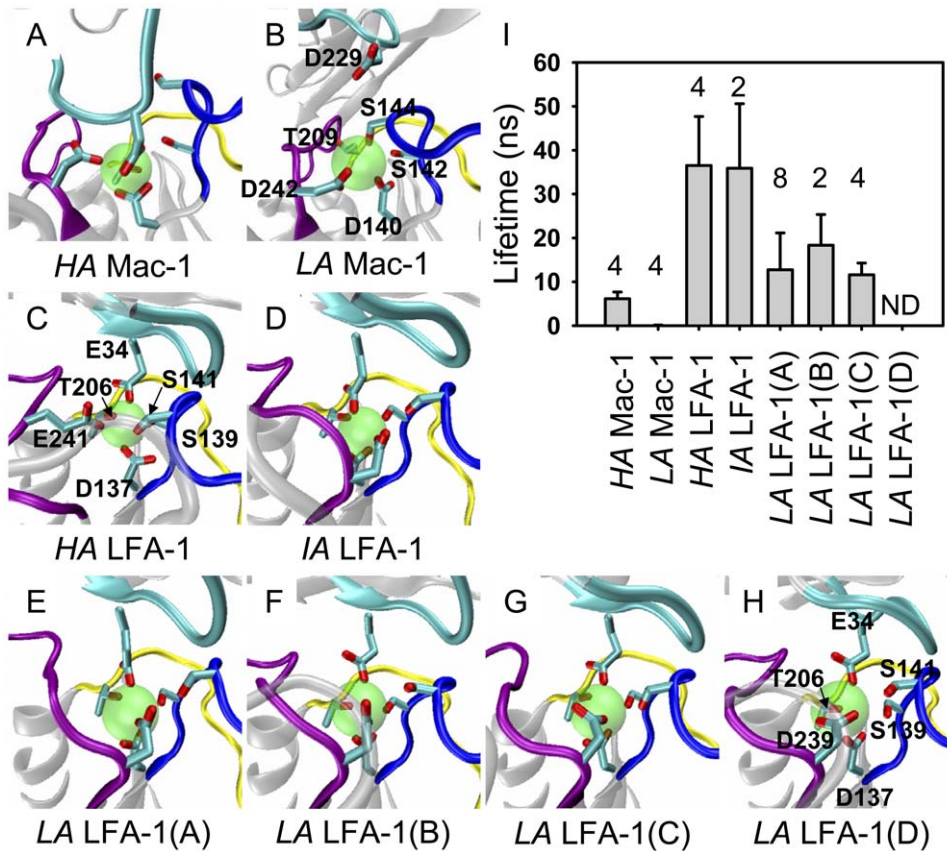 A
HA Mac-1
B
D229
S144
T209
S142
D242
D140
LA Mac-1
C
E34
T206
S141
E241
S139
D137
HA LFA-1
D
IA LFA-1
E
LA LFA-1(A)
F
LA LFA-1(B)
G
LA LFA-1(C)
H
E34
S141
T206
S139
D239
D137
LA LFA-1(D)
I
Lifetime (ns)
60
50
40
30
20
10
0
4
4
4
2
8
2
4
ND
HA Mac-1
LA Mac-1
HA LFA-1
IA LFA-1
LA LFA-1(A)
LA LFA-1(B)
LA LFA-1(C)
LA LFA-1(D)